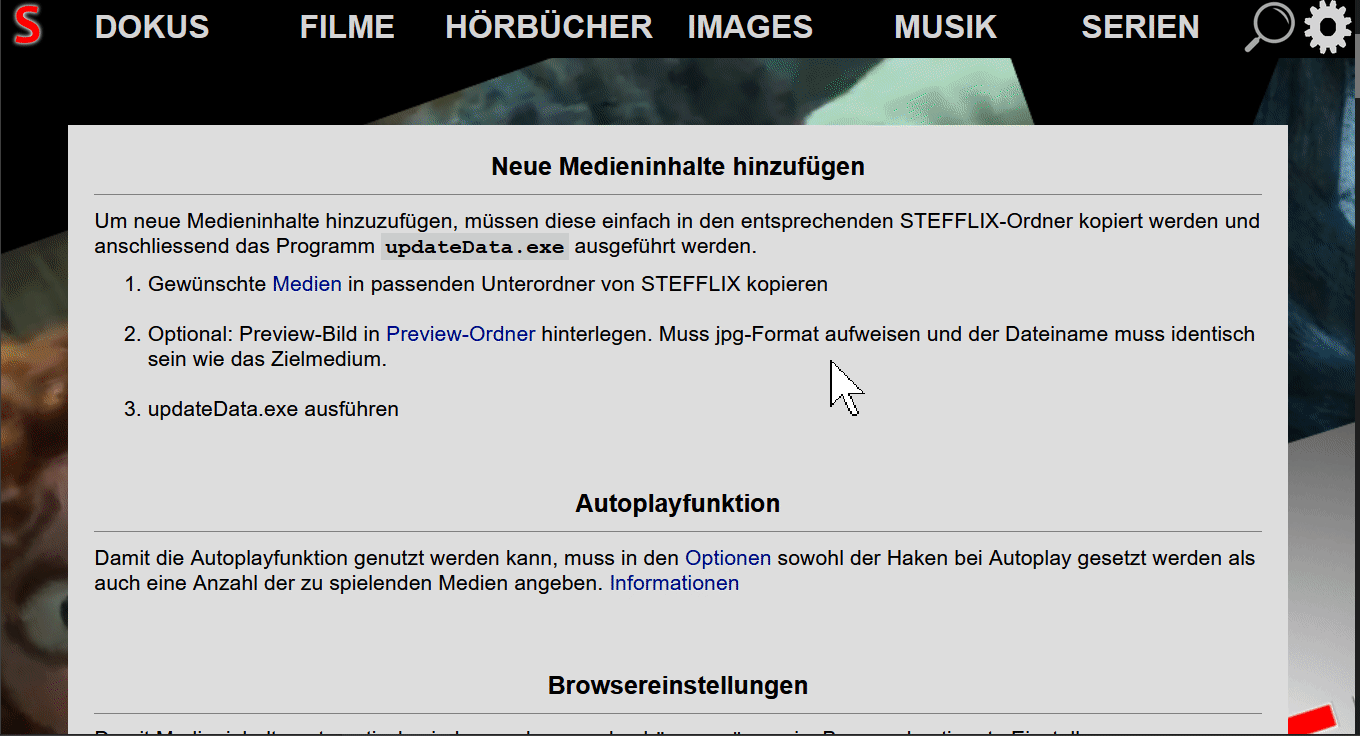 S DOKUS FILME HÖRBÜCHER IMAGES MUSIK SERIEN
Neue Medieninhalte hinzufügen
Um neue Medieninhalte hinzuzufügen, müssen diese einfach in den entsprechenden STEFFLIX-Ordner kopiert werden und
anschliessend das Programm updateData.exe ausgeführt werden.
1. Gewünschte Medien in passenden Unterordner von STEFFLIX kopieren
2. Optional: Preview-Bild in Preview-Ordner hinterlegen. Muss jpg-Format aufweisen und der Dateiname muss identisch
sein wie das Zielmedium.
3. updateData.exe ausführen
Autoplayfunktion
Damit die Autoplayfunktion genutzt werden kann, muss in den Optionen sowohl der Haken bei Autoplay gesetzt werden als
auch eine Anzahl der zu spielenden Medien angeben. Informationen
Browsereinstellungen